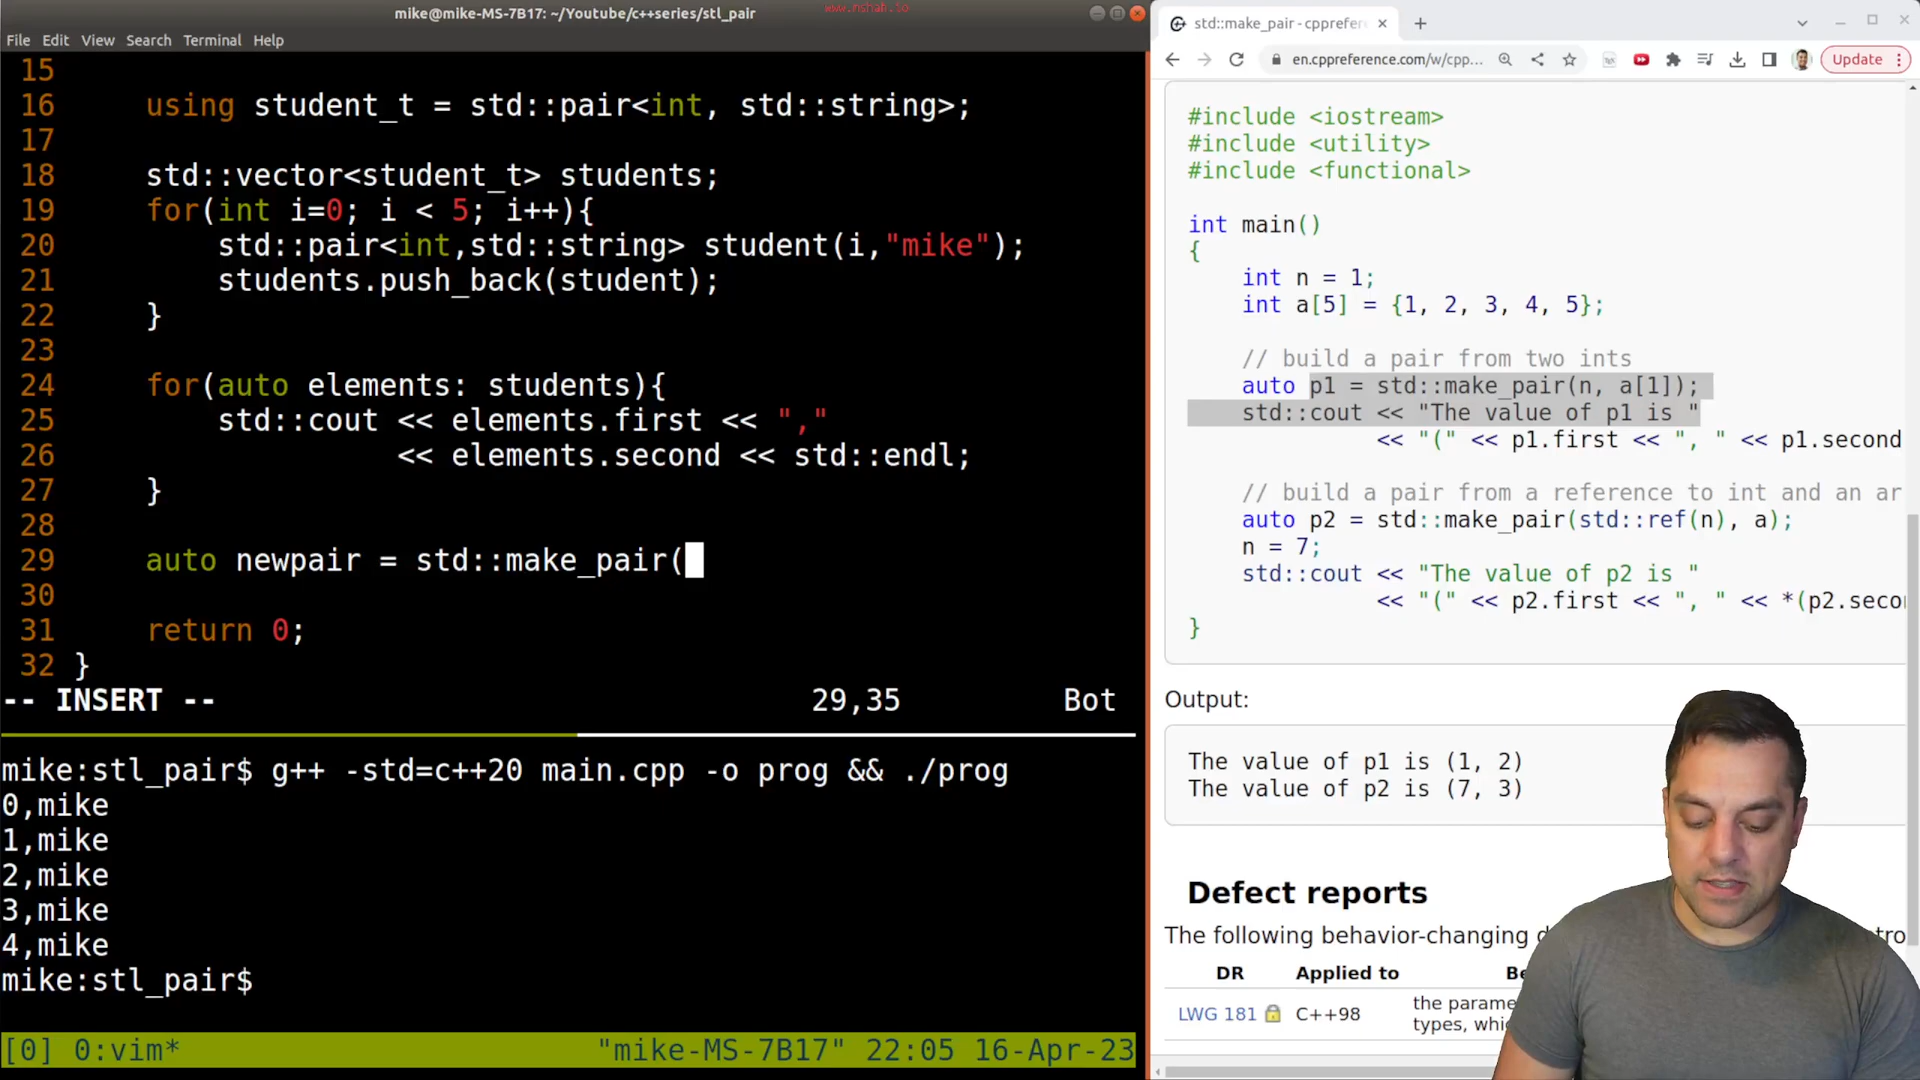 mike@mike-MS-7B17: ~/Youtube/c++series/stl_pair
www.mshah.io
File Edit View Search Terminal Help
15
16 using student_t = std::pair<int, std::string>;
17
18 std::vector<student_t> students;
19 for(int i=0; i < 5; i++){
20 std::pair<int,std::string> student(i,"mike");
21 students.push_back(student);
22 }
23
24 for(auto elements: students){
25 std::cout << elements.first << ","
26 << elements.second << std::endl;
27 }
28
29 auto newpair = std::make_pair(
30
31 return 0;
32 }
-- INSERT -- 29,35 Bot
mike:stl_pair$ g++ -std=c++20 main.cpp -o prog && ./prog
0,mike
1,mike
2,mike
3,mike
4,mike
mike:stl_pair$
[0] 0:vim* "mike-MS-7B17" 22:05 16-Apr-23
std::make_pair - cpprefere
en.cppreference.com/w/cpp... Update
#include <iostream>
#include <utility>
#include <functional>
int main()
{
int n = 1;
int a[5] = {1, 2, 3, 4, 5};
// build a pair from two ints
auto p1 = std::make_pair(n, a[1]);
std::cout << "The value of p1 is "
<< "(" << p1.first << ", " << p1.second
// build a pair from a reference to int and an ar
auto p2 = std::make_pair(std::ref(n), a);
n = 7;
std::cout << "The value of p2 is "
<< "(" << p2.first << ", " << *(p2.seco
}
Output:
The value of p1 is (1, 2)
The value of p2 is (7, 3)
Defect reports
The following behavior-changing d tro
DR Applied to Be
LWG 181 C++98 the parame
types, whic